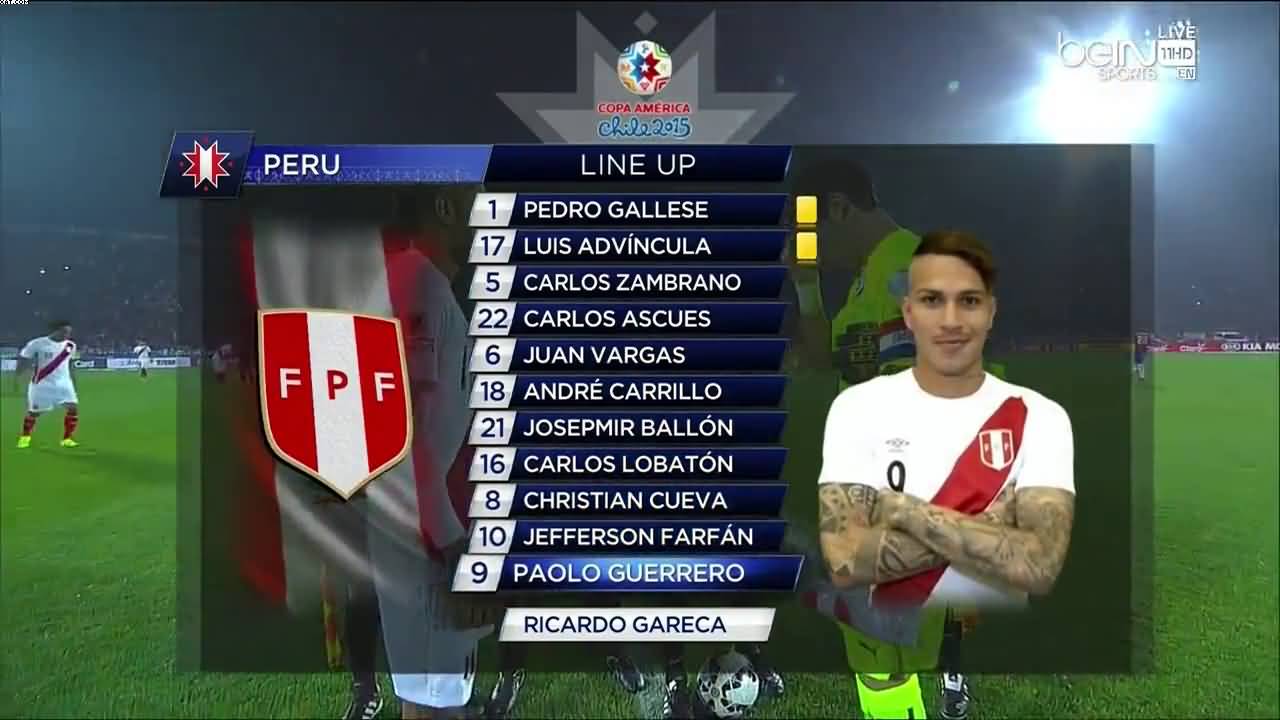 LIVE
beIN 11HD
SPORTS EN
COPA AMÉRICA
Chile2015
PERU
LINE UP
1 PEDRO GALLESE
17 LUIS ADVÍNCULA
5 CARLOS ZAMBRANO
22 CARLOS ASCUES
6 JUAN VARGAS
18 ANDRÉ CARRILLO
21 JOSEPMIR BALLÓN
16 CARLOS LOBATÓN
8 CHRISTIAN CUEVA
10 JEFFERSON FARFÁN
9 PAOLO GUERRERO
RICARDO GARECA
FPF
9
KIA MO